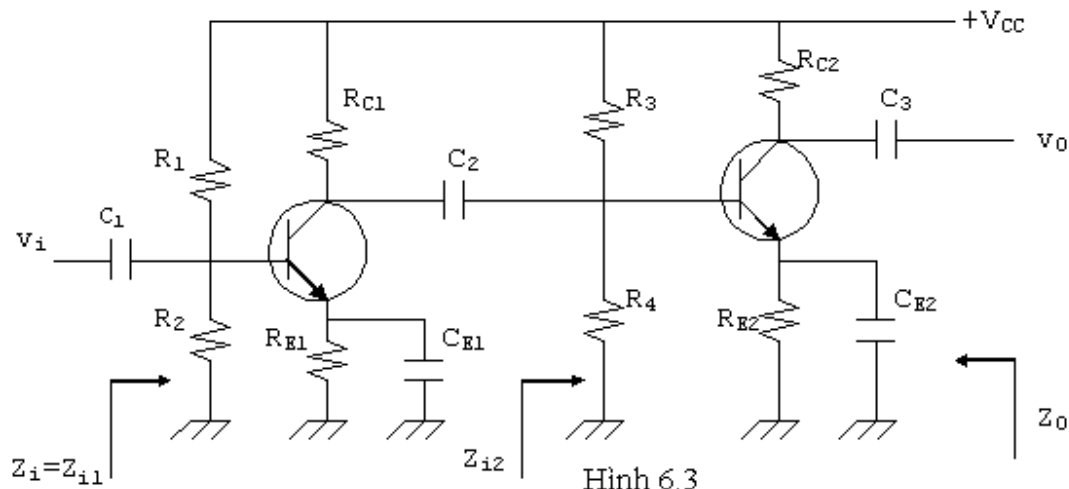 +VCC
RC2
RC1
R3
C3
R1
C2
v0
C1
vi
R2
R4
RE1
CE1
RE2
CE2
Zi=Zi1
Zi2
Z0
Hình 6.3